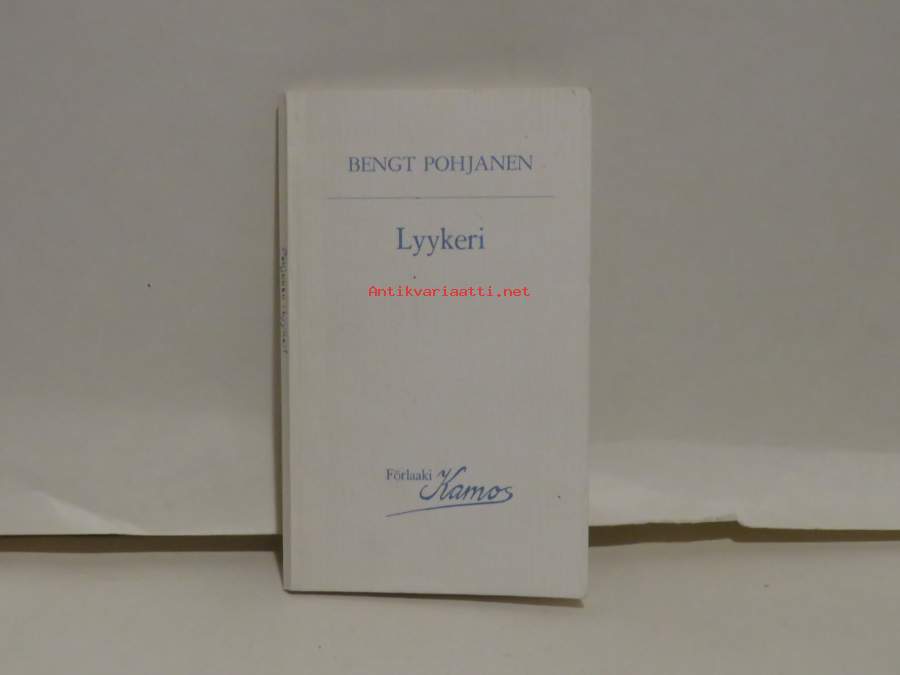 BENGT POHJANEN
Lyykeri
Antikvariaatti.net
Förlaaki Kamos